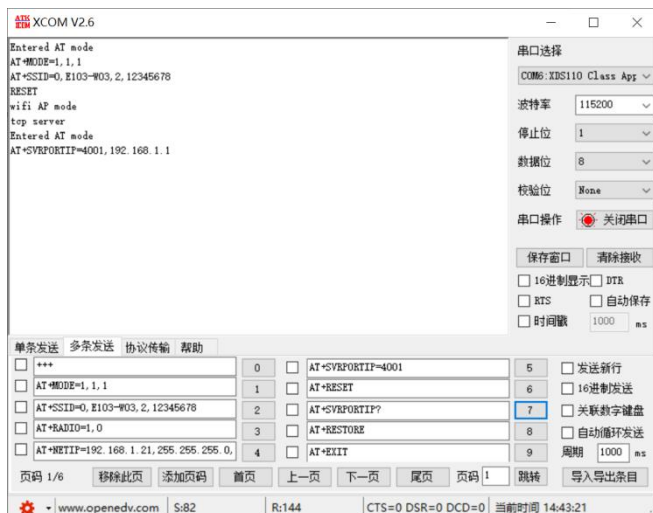 ATK XCOM XCOM V2.6
Entered AT mode
AT+MODE=1,1,1
AT+SSID=0,E103-W03,2,12345678
RESET
wifi AP mode
tcp server
Entered AT mode
AT+SVRPORTIP=4001,192.168.1.1
串口选择
COM6:XDS110 Class App
波特率 115200
停止位 1
数据位 8
校验位 None
串口操作 关闭串口
保存窗口 清除接收
16进制显示 DTR
RTS 自动保存
时间戳 1000 ms
单条发送 多条发送 协议传输 帮助
+++ 0 AT+SVRPORTIP=4001 5 发送新行
AT+MODE=1,1,1 1 AT+RESET 6 16进制发送
AT+SSID=0,E103-W03,2,12345678 2 AT+SVRPORTIP? 7 关联数字键盘
AT+RADIO=1,0 3 AT+RESTORE 8 自动循环发送
AT+NETIP=192.168.1.21,255.255.255.0, 4 AT+EXIT 9 周期 1000 ms
页码 1/6 移除此页 添加页码 首页 上一页 下一页 尾页 页码 1 跳转 导入导出条目
www.openedv.com S:82 R:144 CTS=0 DSR=0 DCD=0 当前时间 14:43:21